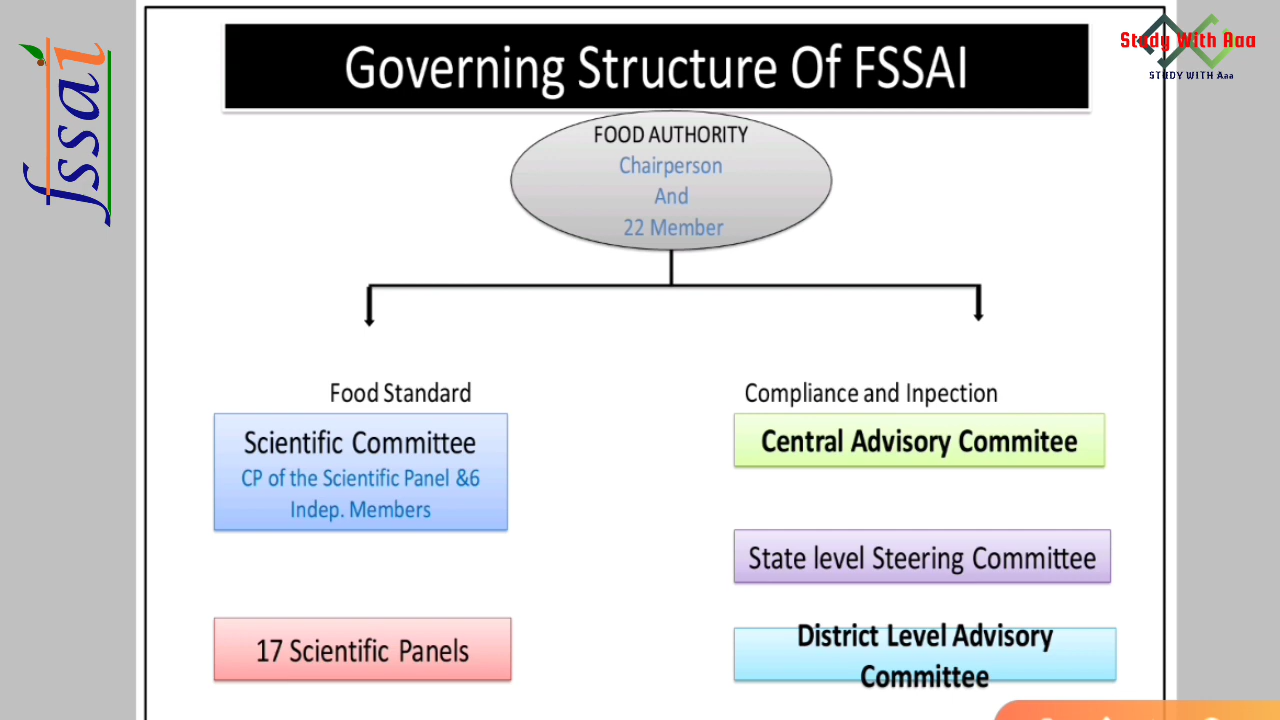 Governing Structure Of FSSAI
fssai
Study With Aaa
STUDY WITH Aaa
FOOD AUTHORITY
Chairperson
And
22 Member
Food Standard
Scientific Committee
CP of the Scientific Panel &6
Indep. Members
17 Scientific Panels
Compliance and Inpection
Central Advisory Commitee
State level Steering Committee
District Level Advisory
Committee